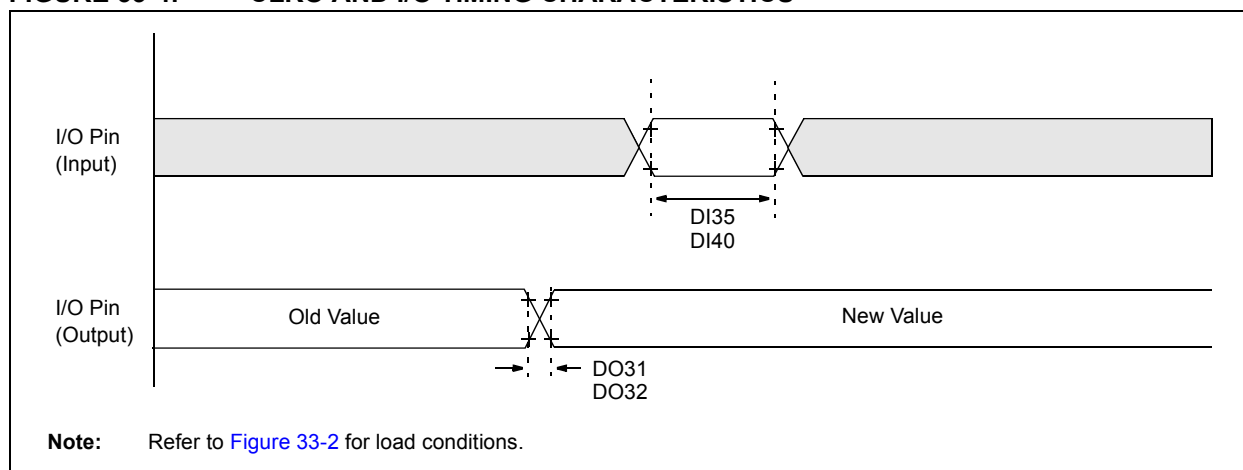 I/O Pin
(Input)
DI35
DI40
I/O Pin
(Output)
Old Value
New Value
DO31
DO32
Note: Refer to Figure 33-2 for load conditions.